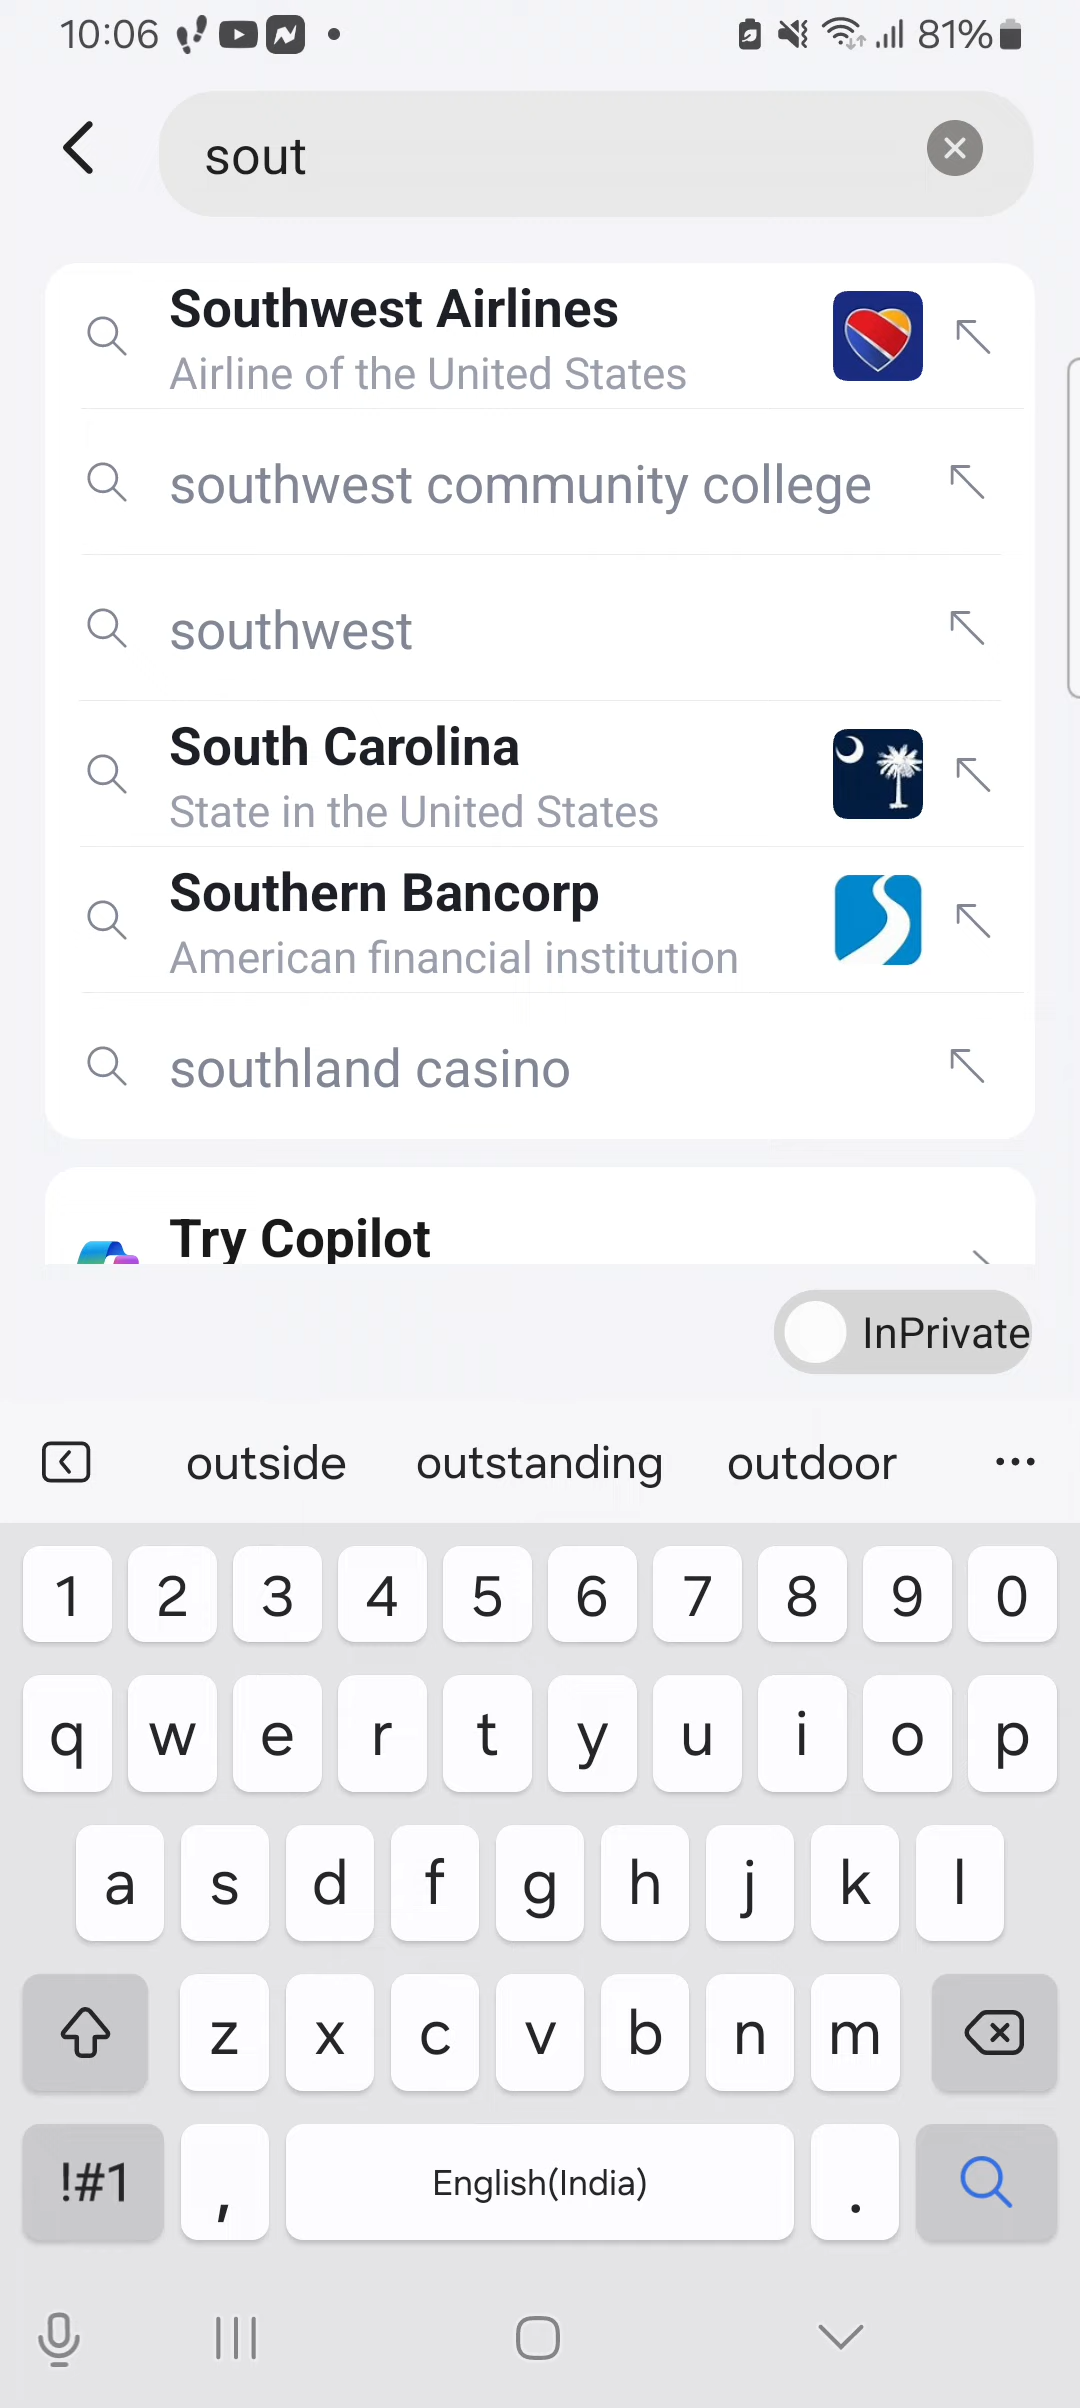 10:06
81%
sout
Southwest Airlines
Airline of the United States
southwest community college
southwest
South Carolina
State in the United States
Southern Bancorp
American financial institution
southland casino
Try Copilot
InPrivate
outside outstanding outdoor ...
1 2 3 4 5 6 7 8 9 0
q w e r t y u i o p
a s d f g h j k l
z x c v b n m
!#1 , English(India) .